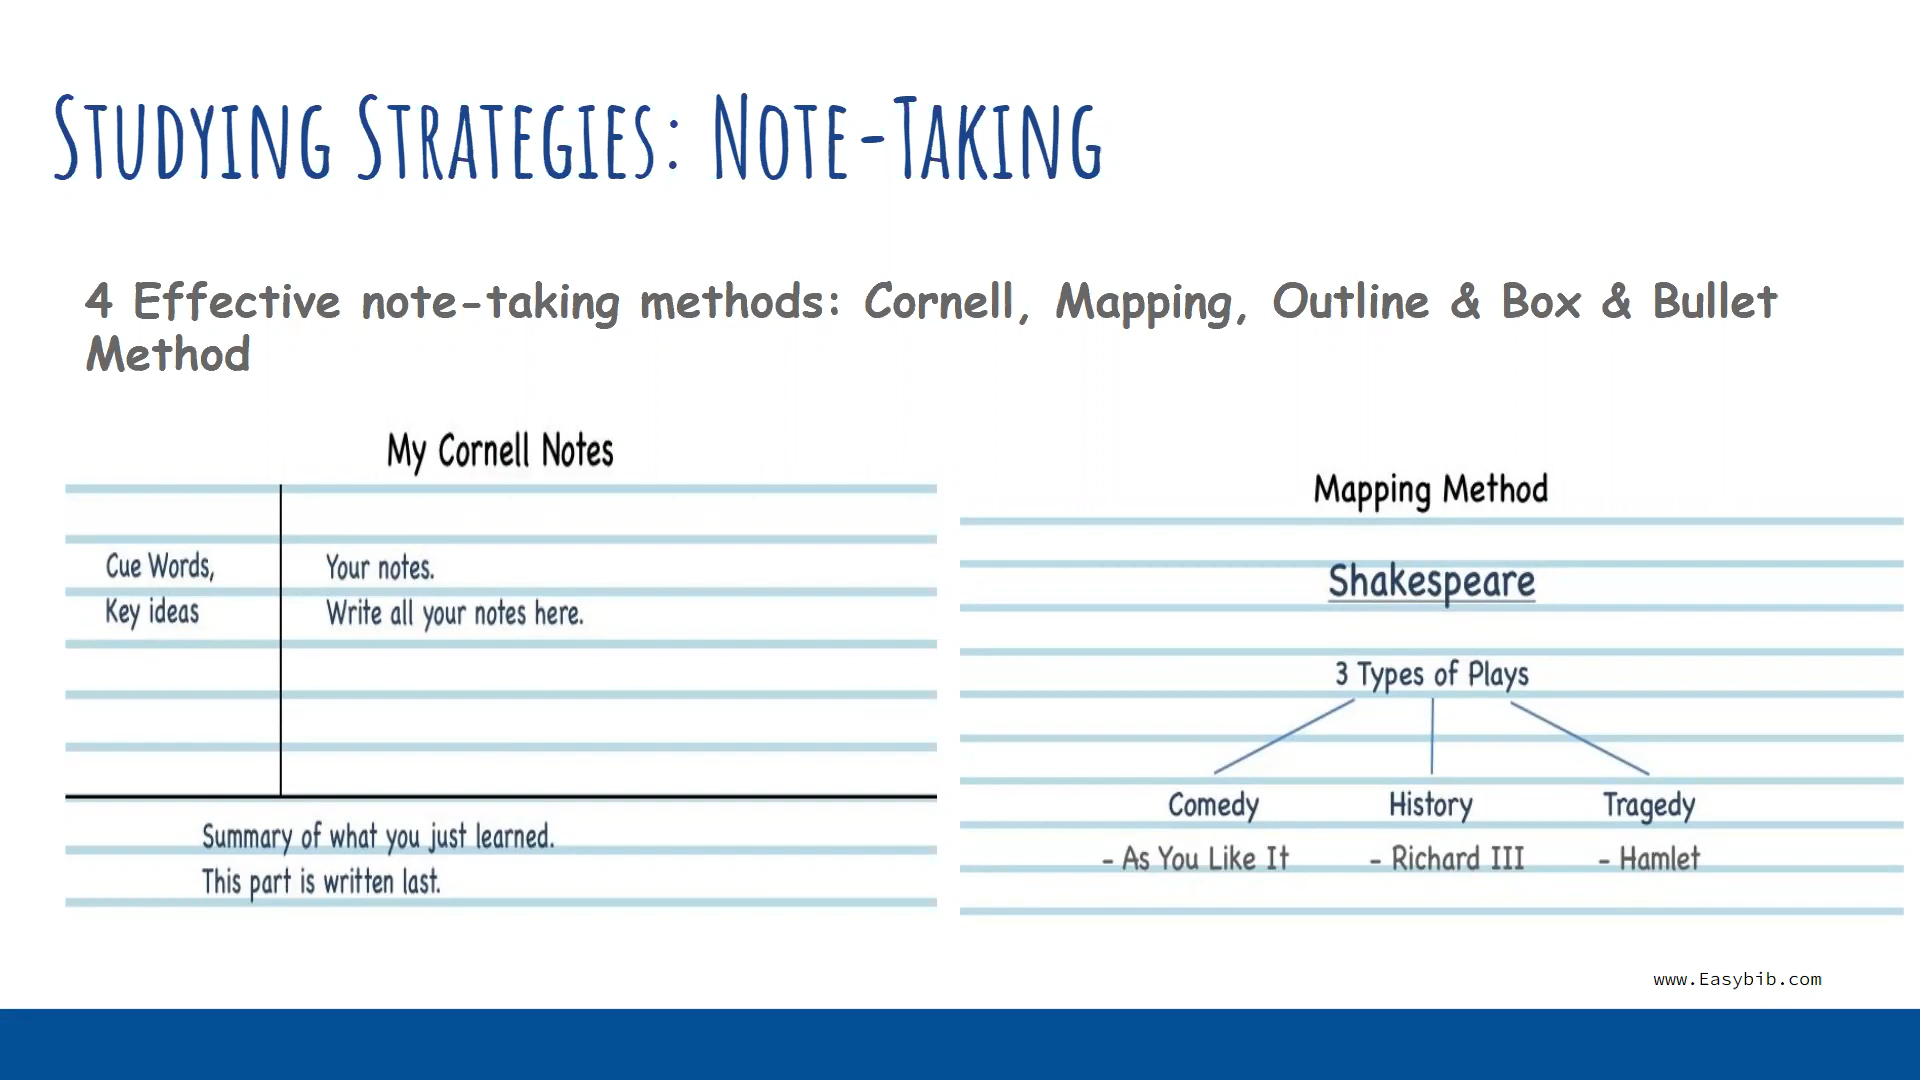 Studying Strategies: Note-Taking
4 Effective note-taking methods: Cornell, Mapping, Outline & Box & Bullet
Method
My Cornell Notes
Cue Words,
Key ideas
Your notes.
Write all your notes here.
Summary of what you just learned.
This part is written last.
Mapping Method
Shakespeare
3 Types of Plays
Comedy History Tragedy
- As You Like It - Richard III - Hamlet
www.Easybib.com